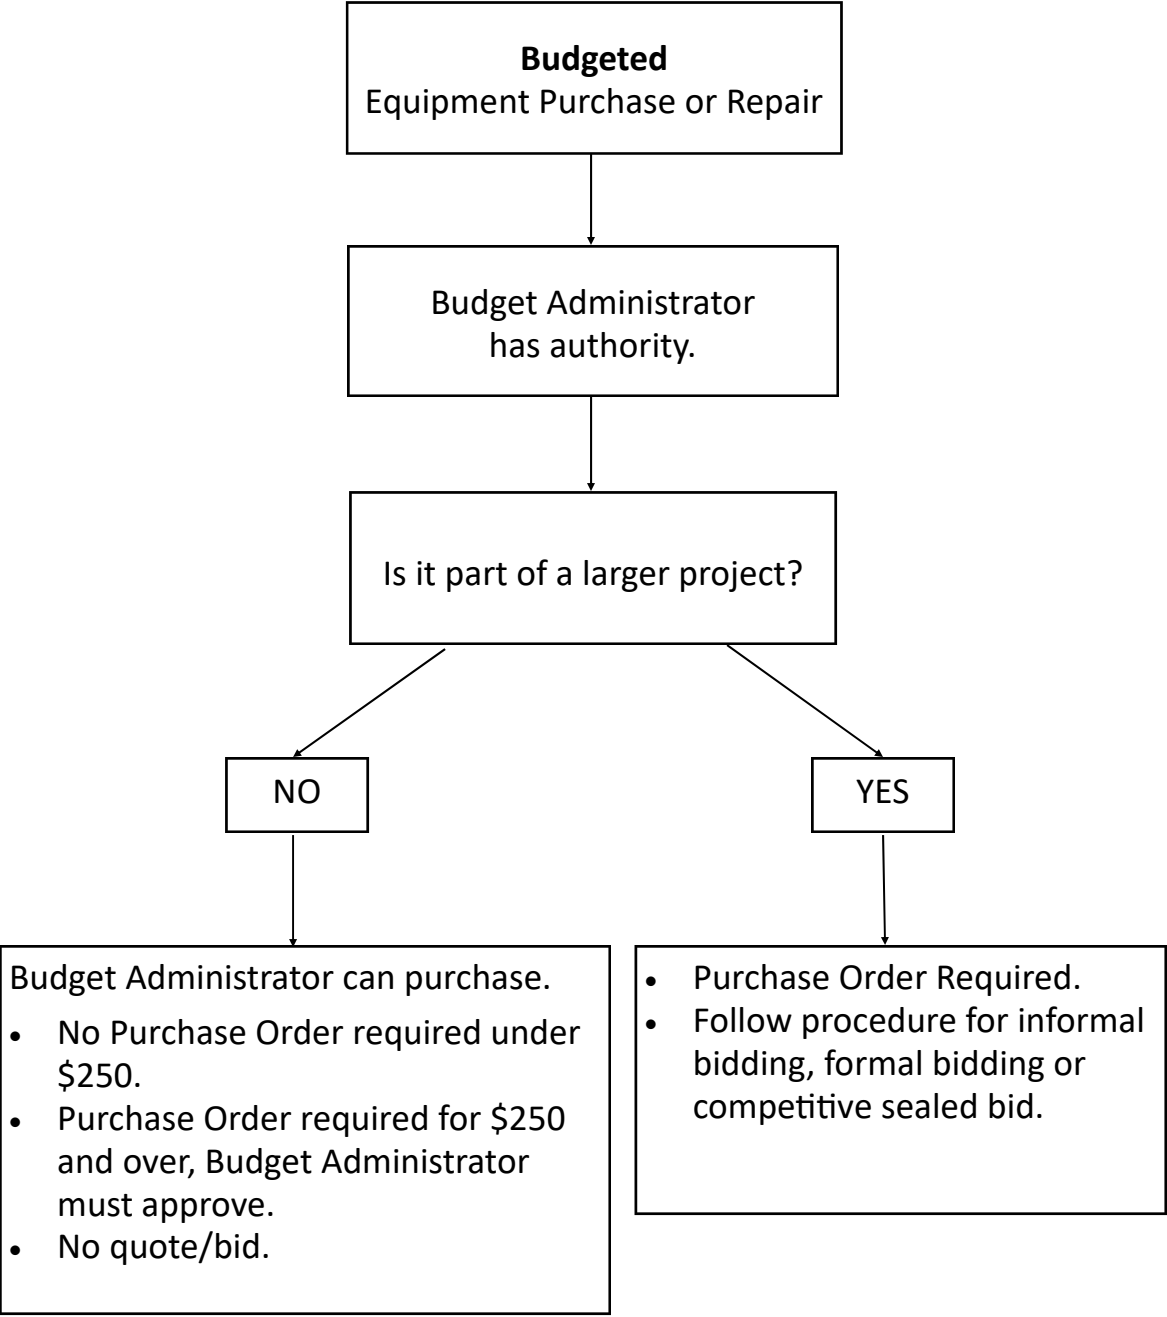 Budgeted
Equipment Purchase or Repair
Budget Administrator
has authority.
Is it part of a larger project?
NO
YES
Budget Administrator can purchase.
• No Purchase Order required under
$250.
• Purchase Order required for $250
and over, Budget Administrator
must approve.
• No quote/bid.
• Purchase Order Required.
• Follow procedure for informal
bidding, formal bidding or
competitive sealed bid.